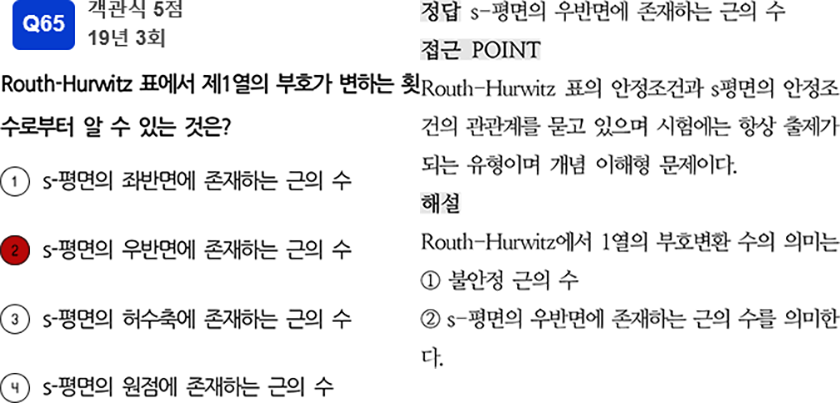 Q65
객관식 5점
19년 3회
Routh-Hurwitz 표에서 제1열의 부호가 변하는 횟
수로부터 알 수 있는 것은?
① s-평면의 좌반면에 존재하는 근의 수
② s-평면의 우반면에 존재하는 근의 수
③ s-평면의 허수축에 존재하는 근의 수
④ s-평면의 원점에 존재하는 근의 수
정답 s-평면의 우반면에 존재하는 근의 수
접근 POINT
Routh-Hurwitz 표의 안정조건과 s평면의 안정조
건의 관관계를 묻고 있으며 시험에는 항상 출제가
되는 유형이며 개념 이해형 문제이다.
해설
Routh-Hurwitz에서 1열의 부호변환 수의 의미는
① 불안정 근의 수
② s-평면의 우반면에 존재하는 근의 수를 의미한
다.